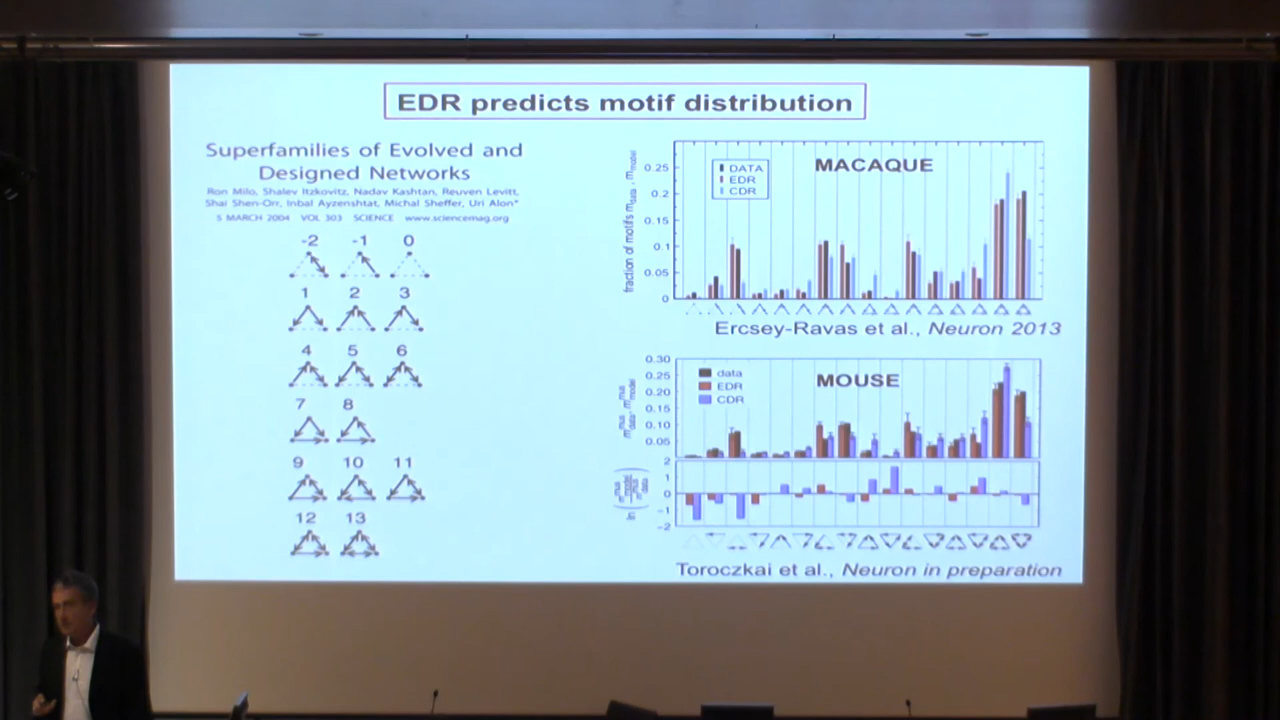 EDR predicts motif distribution
Superfamilies of Evolved and
Designed Networks
Ron Milo, Shalev Itzkovitz, Nadav Kashtan, Reuven Levitt,
Shai Shen-Orr, Inbal Ayzenshtat, Michal Sheffer, Uri Alon*
5 MARCH 2004 VOL 303 SCIENCE www.sciencemag.org
-2 -1 0
1 2 3
4 5 6
7 8
9 10 11
12 13
fraction of motifs m data, m model
0.25
0.2
0.15
0.1
0.05
0
DATA
EDR
CDR
MACAQUE
Ercsey-Ravas et al., Neuron 2013
0.30
0.25
0.20
0.15
0.10
0.05
data
EDR
CDR
MOUSE
2
1
0
-1
-2
Toroczkai et al., Neuron in preparation